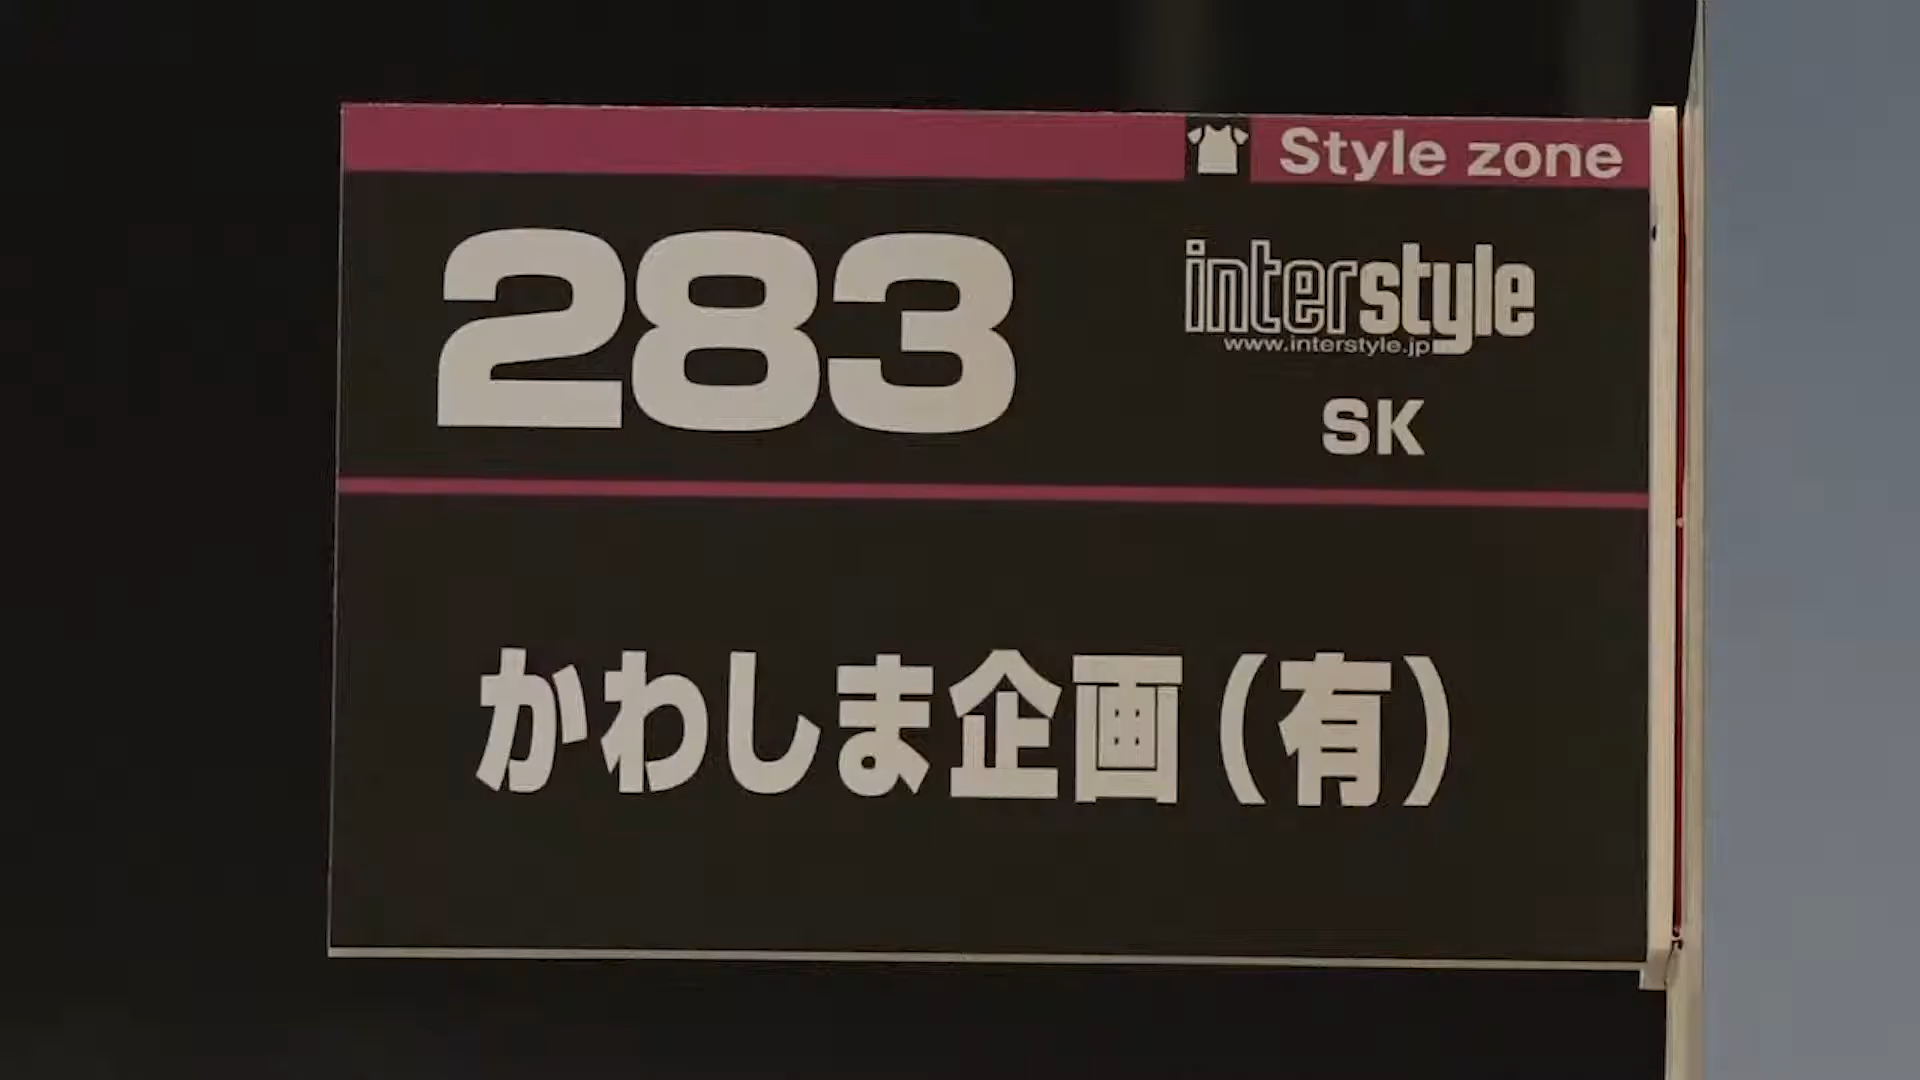 Style zone
283
interstyle
www.interstyle.jp
SK
かわしま企画(有)